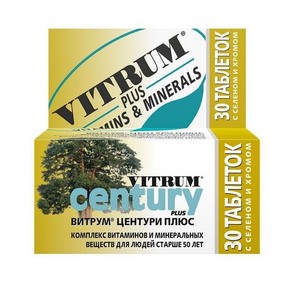 VITRUM®
PLUS
VITAMINS & MINERALS
30 ТАБЛЕТОК
С СЕЛЕНОМ И ХРОМОМ
VITRUM®
century
PLUS
ВИТРУМ® ЦЕНТУРИ ПЛЮС
КОМПЛЕКС ВИТАМИНОВ И МИНЕРАЛЬНЫХ
ВЕЩЕСТВ ДЛЯ ЛЮДЕЙ СТАРШЕ 50 ЛЕТ
30 ТАБЛЕТОК
С СЕЛЕНОМ И ХРОМОМ